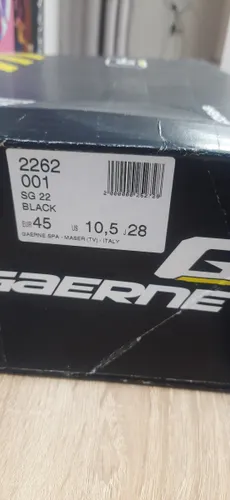 2262
001
SG 22
BLACK
EUR 45 US 10,5 J 28
GAERNE SPA - MASER (TV) - ITALY
GAERNE